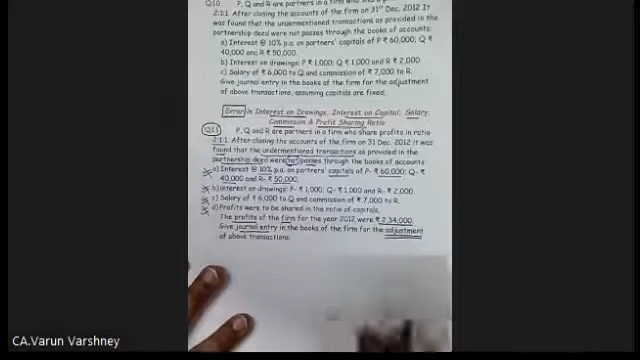 Q10. P, Q and R are partners in a firm who share
2:1:1. After closing the accounts of the firm on 31st Dec. 2012 It
was found that the undermentioned transactions as provided in the
partnership deed were not passes through the books of accounts:
a) Interest @ 10% p.a. on partners' capitals of P ₹ 60,000; Q ₹
40,000 and R ₹ 50,000.
b) Interest on drawings: P ₹ 1,000; Q ₹ 1,000 and R ₹ 2,000
c) Salary of ₹ 6,000 to Q and commission of ₹ 7,000 to R.
Give journal entry in the books of the firm for the adjustment
of above transactions, assuming capitals are fixed.
Error in Interest on Drawings, Interest on Capital, Salary,
Commission & Profit Sharing Ratio
Q11 P, Q and R are partners in a firm who share profits in ratio
2:1:1. After closing the accounts of the firm on 31 Dec. 2012 it was
found that the undermentioned transactions as provided in the
partnership deed were not passes through the books of accounts
a) Interest @ 10% p.a. on partners' capitals of P- ₹ 60,000; Q- ₹
40,000 and R- ₹ 50,000.
b) Interest on drawings: P- ₹ 1,000; Q- ₹ 1,000 and R- ₹ 2,000.
c) Salary of ₹ 6,000 to Q and commission of ₹ 7,000 to R.
d) Profits were to be shared in the ratio of capitals.
The profits of the firm for the year 2012 were ₹ 2,34,000.
Give journal entry in the books of the firm for the adjustment
of above transactions.
CA.Varun Varshney